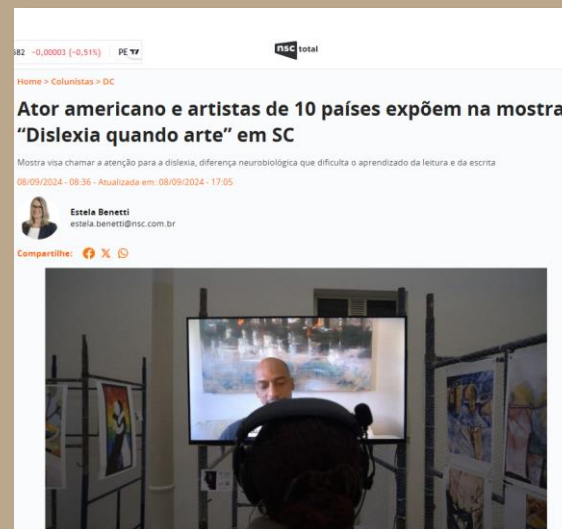 582 -0,00003 (-0,51%) PE
nsc total
Home > Colunistas > DC
Ator americano e artistas de 10 países expõem na mostra
“Dislexia quando arte” em SC
Mostra visa chamar a atenção para a dislexia, diferença neurobiológica que dificulta o aprendizado da leitura e da escrita
08/09/2024 - 08:36 - Atualizada em: 08/09/2024 - 17:05
Estela Benetti
estela.benetti@nsc.com.br
Compartilhe: